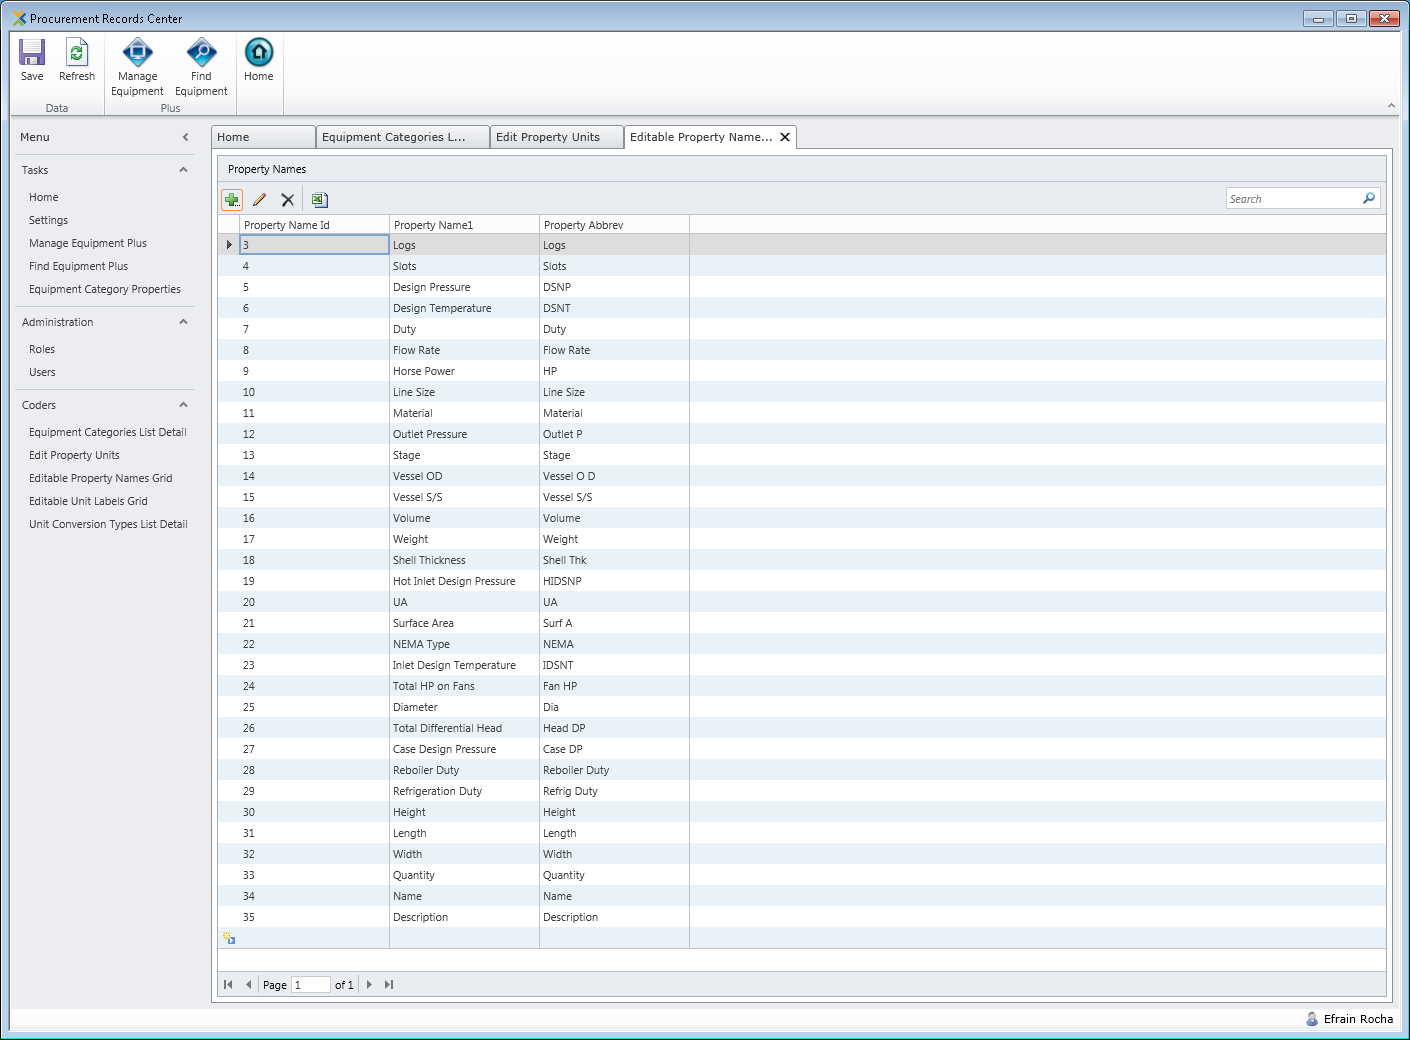 Procurement Records Center
Save
Refresh
Manage Equipment
Find Equipment
Home
Data
Plus
Menu
Tasks
Home
Settings
Manage Equipment Plus
Find Equipment Plus
Equipment Category Properties
Administration
Roles
Users
Coders
Equipment Categories List Detail
Edit Property Units
Editable Property Names Grid
Editable Unit Labels Grid
Unit Conversion Types List Detail
Home
Equipment Categories L...
Edit Property Units
Editable Property Name...
Property Names
Search
Property Name Id Property Name1 Property Abbrev
3 Logs Logs
4 Slots Slots
5 Design Pressure DSNP
6 Design Temperature DSNT
7 Duty Duty
8 Flow Rate Flow Rate
9 Horse Power HP
10 Line Size Line Size
11 Material Material
12 Outlet Pressure Outlet P
13 Stage Stage
14 Vessel OD Vessel O D
15 Vessel S/S Vessel S/S
16 Volume Volume
17 Weight Weight
18 Shell Thickness Shell Thk
19 Hot Inlet Design Pressure HIDSNP
20 UA UA
21 Surface Area Surf A
22 NEMA Type NEMA
23 Inlet Design Temperature IDSNT
24 Total HP on Fans Fan HP
25 Diameter Dia
26 Total Differential Head Head DP
27 Case Design Pressure Case DP
28 Reboiler Duty Reboiler Duty
29 Refrigeration Duty Refrig Duty
30 Height Height
31 Length Length
32 Width Width
33 Quantity Quantity
34 Name Name
35 Description Description
Page 1 of 1
Efrain Rocha